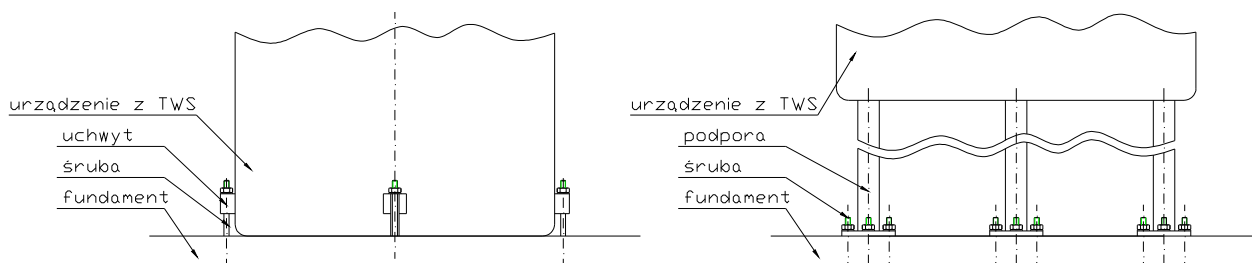 urządzenie z TWS
uchwyt
śruba
fundament
urządzenie z TWS
podpora
śruba
fundament